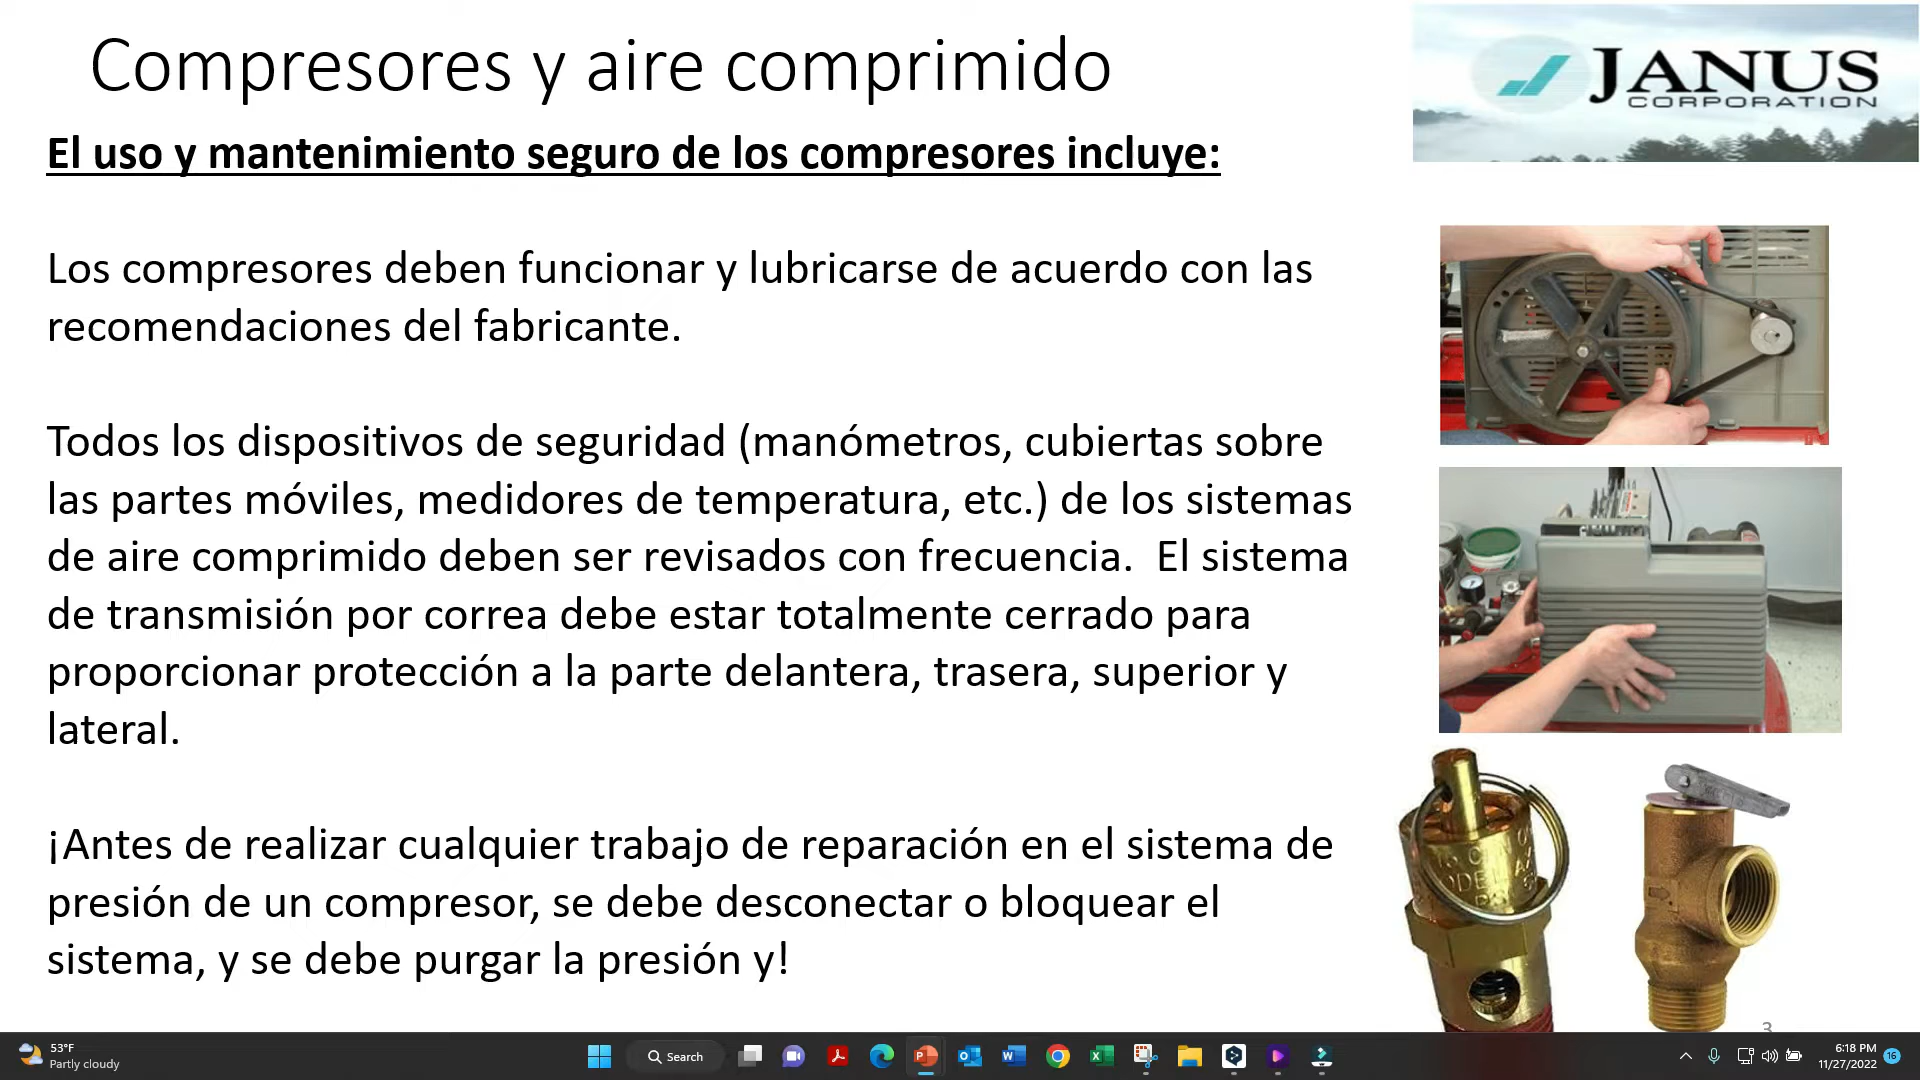 Compresores y aire comprimido
JANUS
CORPORATION
El uso y mantenimiento seguro de los compresores incluye:
Los compresores deben funcionar y lubricarse de acuerdo con las
recomendaciones del fabricante.
Todos los dispositivos de seguridad (manómetros, cubiertas sobre
las partes móviles, medidores de temperatura, etc.) de los sistemas
de aire comprimido deben ser revisados con frecuencia.  El sistema
de transmisión por correa debe estar totalmente cerrado para
proporcionar protección a la parte delantera, trasera, superior y
lateral.
¡Antes de realizar cualquier trabajo de reparación en el sistema de
presión de un compresor, se debe desconectar o bloquear el
sistema, y se debe purgar la presión y!
3
53°F
Partly cloudy
Search
6:18 PM
11/27/2022
16